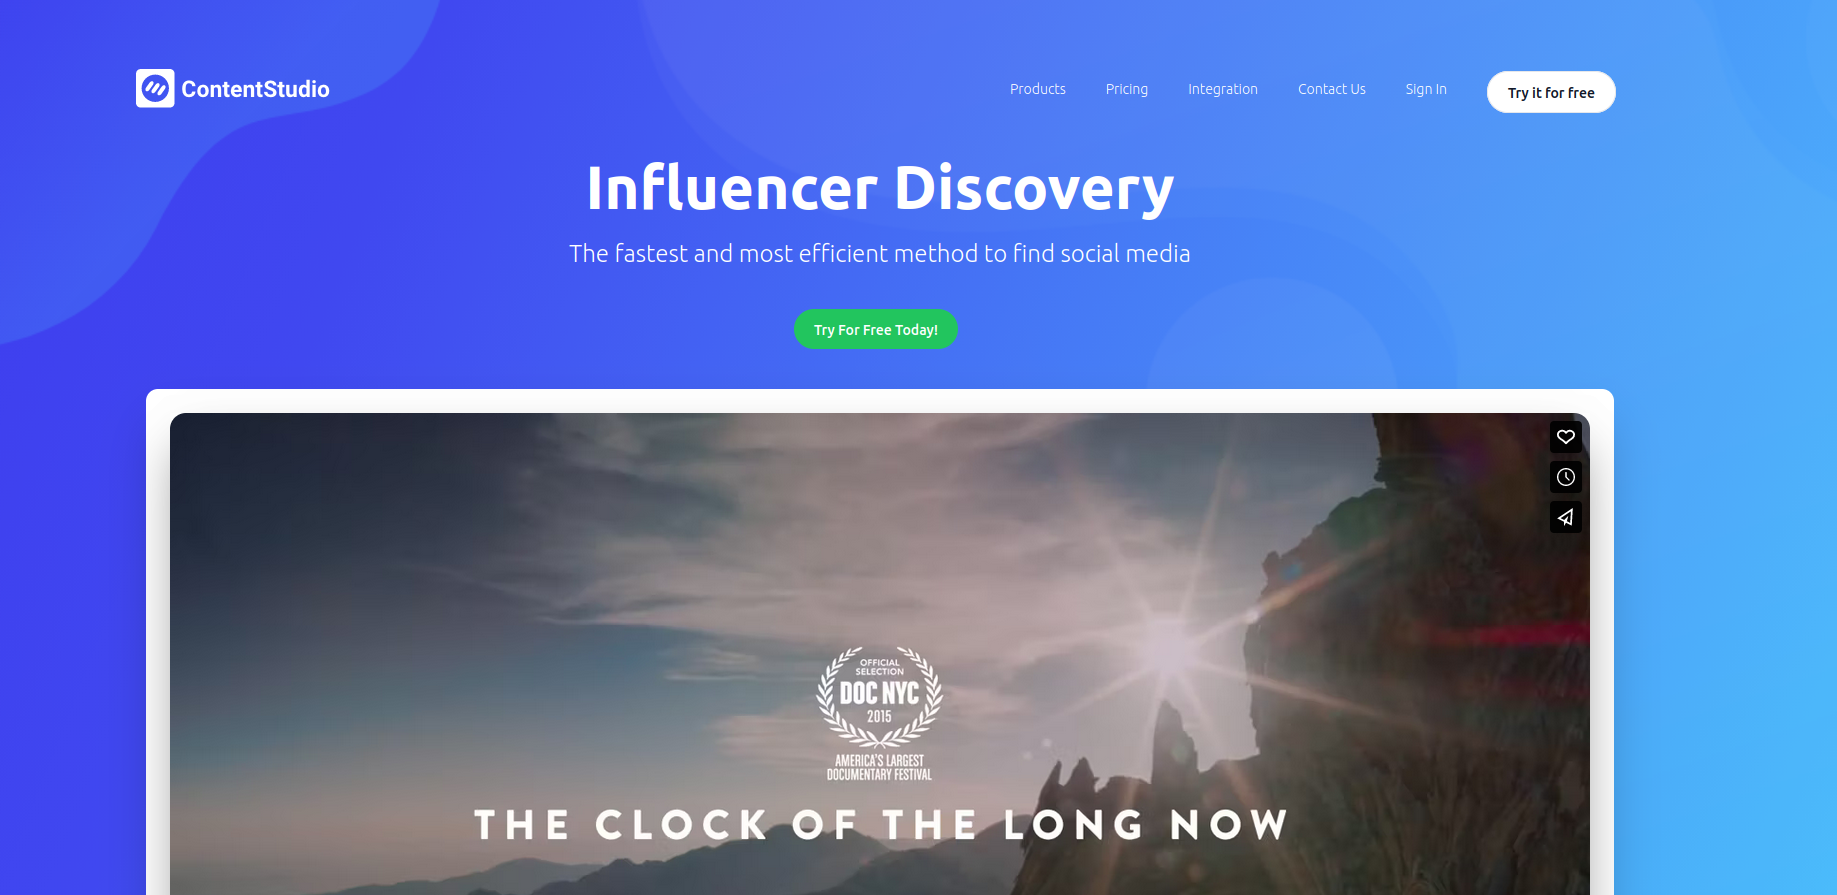 ContentStudio
Products
Pricing
Integration
Contact Us
Sign In
Try it for free
Influencer Discovery
The fastest and most efficient method to find social media
Try For Free Today!
OFFICIAL
SELECTION
DOC NYC
2015
AMERICA'S LARGEST
DOCUMENTARY FESTIVAL
THE CLOCK OF THE LONG NOW